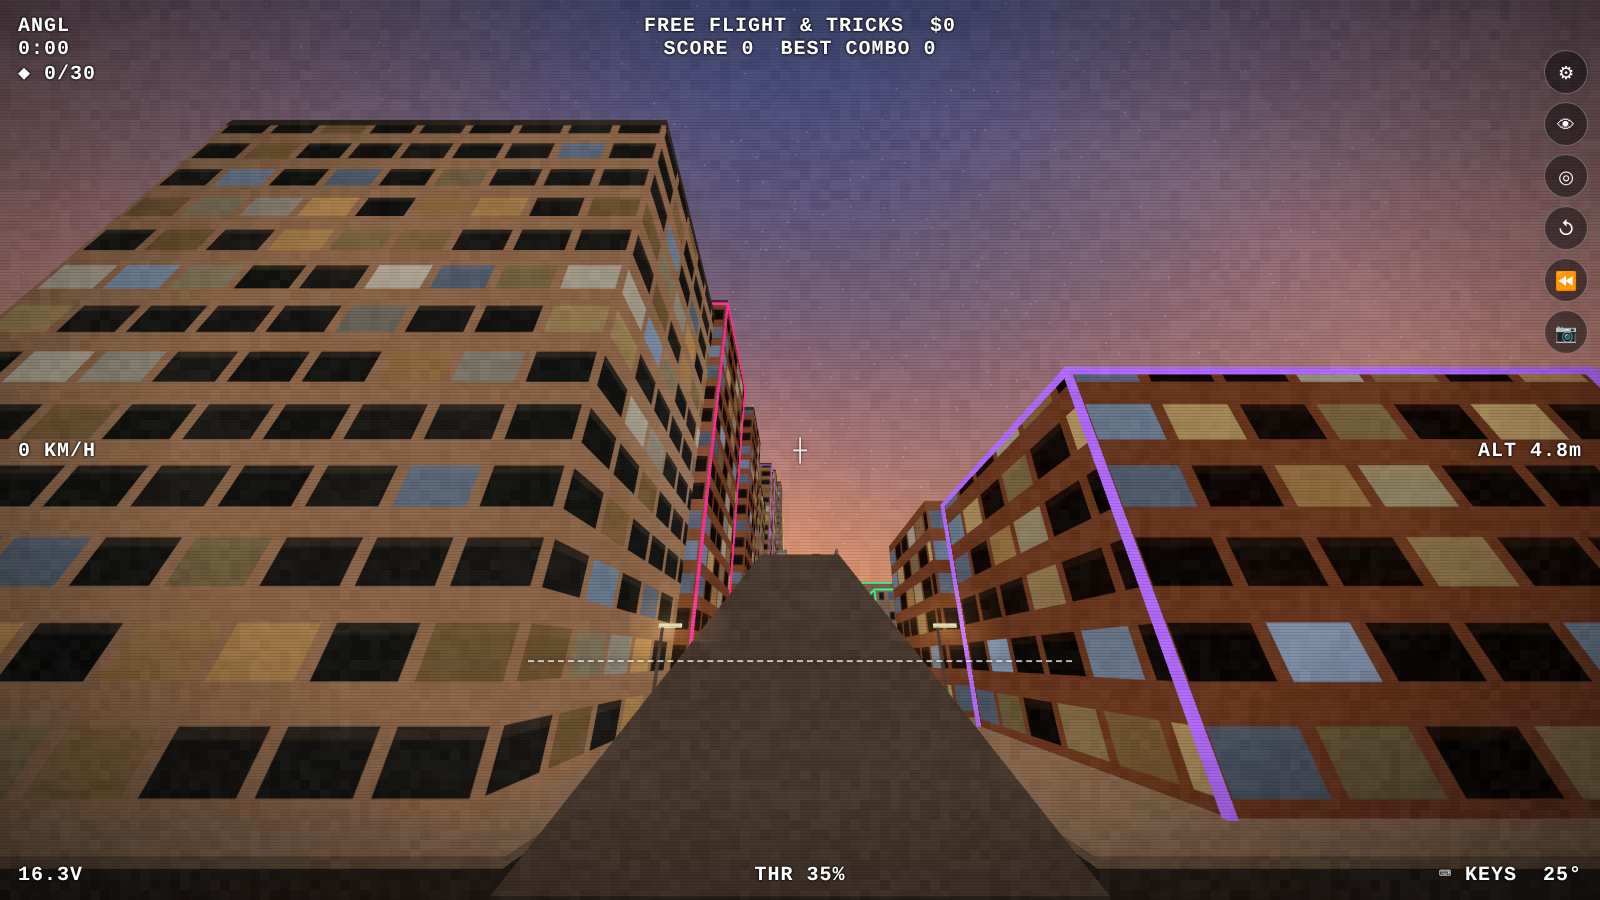 ANGL
0:00
◆ 0/30
FREE FLIGHT & TRICKS $0
SCORE 0 BEST COMBO 0
0 KM/H
ALT 4.8m
16.3V
THR 35%
⌨ KEYS 25°